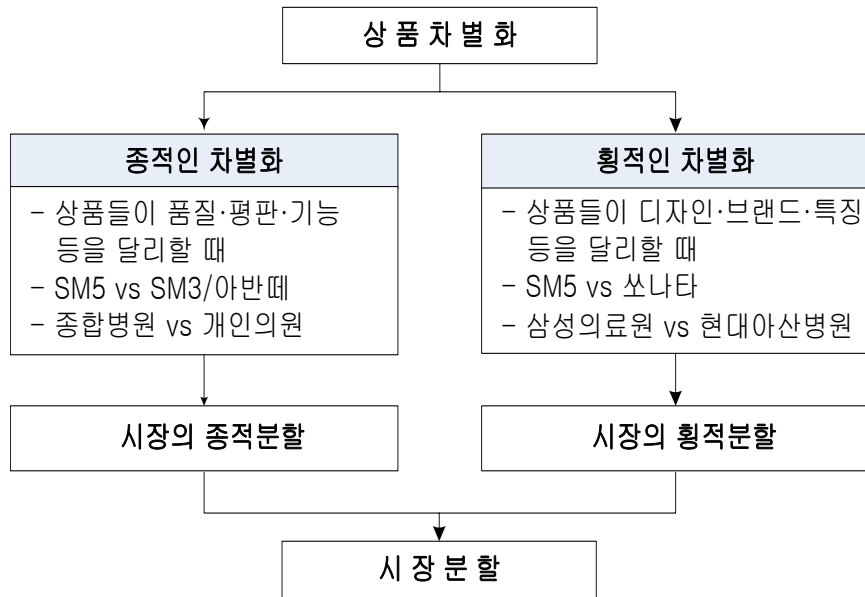 상 품 차 별 화
종적인 차별화
- 상품들이 품질·평판·기능
등을 달리할 때
- SM5 vs SM3/아반떼
- 종합병원 vs 개인의원
횡적인 차별화
- 상품들이 디자인·브랜드·특징
등을 달리할 때
- SM5 vs 쏘나타
- 삼성의료원 vs 현대아산병원
시장의 종적분할
시장의 횡적분할
시 장 분 할